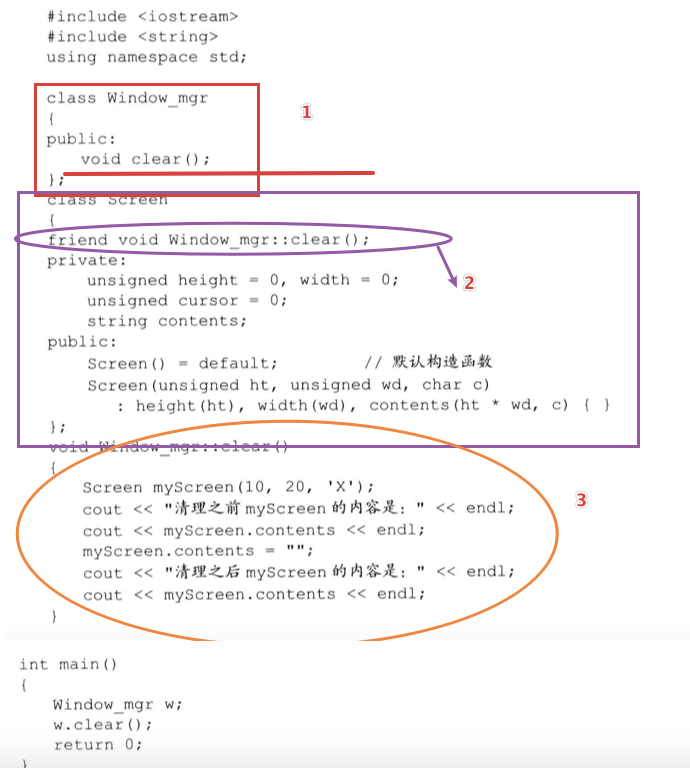 #include <iostream>
#include <string>
using namespace std;
class Window_mgr
1
{
public:
void clear();
};
class Screen
{
friend void Window_mgr::clear();
private:
unsigned height = 0, width = 0;
2
unsigned cursor = 0;
string contents;
public:
Screen() = default; // 默认构造函数
Screen(unsigned ht, unsigned wd, char c)
: height(ht), width(wd), contents(ht * wd, c) { }
};
void Window_mgr::clear()
{
Screen myScreen(10, 20, 'X');
3
cout << "清理之前 myScreen 的内容是: " << endl;
cout << myScreen.contents << endl;
myScreen.contents = "";
cout << "清理之后 myScreen 的内容是: " << endl;
cout << myScreen.contents << endl;
}
int main()
{
Window_mgr w;
w.clear();
return 0;
}